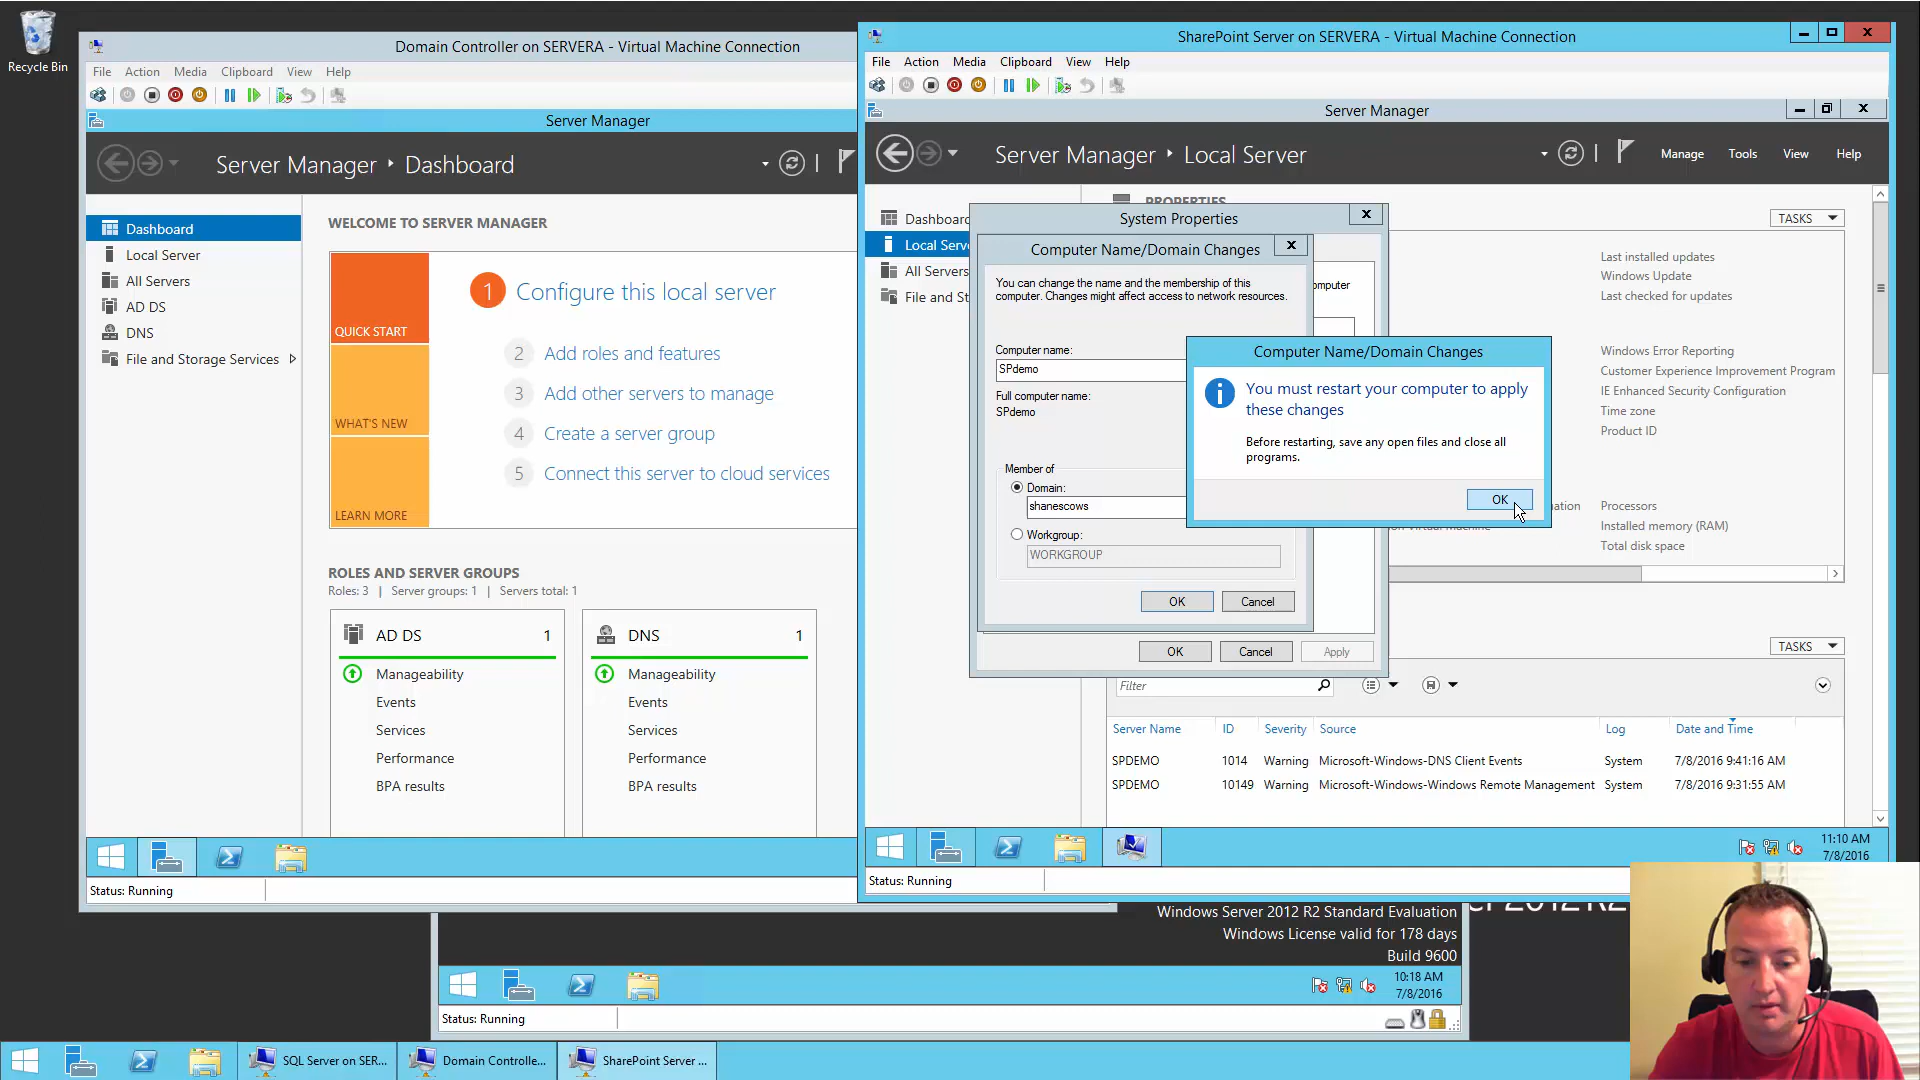 Recycle Bin
Domain Controller on SERVERA - Virtual Machine Connection
File Action Media Clipboard View Help
Server Manager
Server Manager • Dashboard
Dashboard
Local Server
All Servers
AD DS
DNS
File and Storage Services
WELCOME TO SERVER MANAGER
QUICK START
WHAT'S NEW
LEARN MORE
1 Configure this local server
2 Add roles and features
3 Add other servers to manage
4 Create a server group
5 Connect this server to cloud services
ROLES AND SERVER GROUPS
Roles: 3 | Server groups: 1 | Servers total: 1
AD DS 1
Manageability
Events
Services
Performance
BPA results
DNS 1
Manageability
Events
Services
Performance
BPA results
Status: Running
SharePoint Server on SERVERA - Virtual Machine Connection
File Action Media Clipboard View Help
Server Manager
Server Manager • Local Server
Manage Tools View Help
Dashboard
Local Serve
All Servers
File and St
PROPERTIES
TASKS
Last installed updates
Windows Update
Last checked for updates
Windows Error Reporting
Customer Experience Improvement Program
IE Enhanced Security Configuration
Time zone
Product ID
Processors
Installed memory (RAM)
Total disk space
System Properties
omputer
OK Cancel Apply
Computer Name/Domain Changes
You can change the name and the membership of this
computer. Changes might affect access to network resources.
Computer name:
SPdemo
Full computer name:
SPdemo
Member of
Domain:
shanescows
Workgroup:
WORKGROUP
OK Cancel
Computer Name/Domain Changes
You must restart your computer to apply
these changes
Before restarting, save any open files and close all
programs.
OK
TASKS
Filter
Server Name ID Severity Source Log Date and Time
SPDEMO 1014 Warning Microsoft-Windows-DNS Client Events System 7/8/2016 9:41:16 AM
SPDEMO 10149 Warning Microsoft-Windows-Windows Remote Management System 7/8/2016 9:31:55 AM
11:10 AM
7/8/2016
Status: Running
Windows Server 2012 R2 Standard Evaluation
Windows License valid for 178 days
Build 9600
10:18 AM
7/8/2016
Status: Running
SQL Server on SER...
Domain Controlle...
SharePoint Server ...